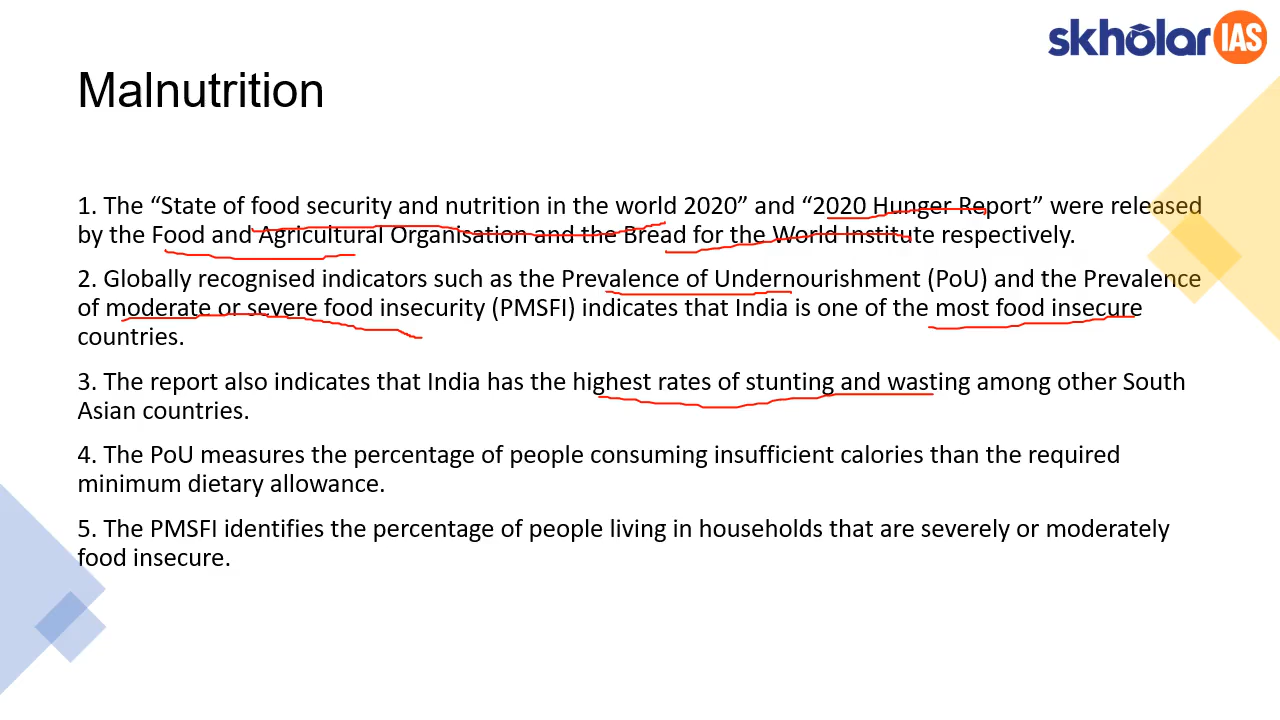 skholar IAS
Malnutrition
1. The “State of food security and nutrition in the world 2020” and “2020 Hunger Report” were released
by the Food and Agricultural Organisation and the Bread for the World Institute respectively.
2. Globally recognised indicators such as the Prevalence of Undernourishment (PoU) and the Prevalence
of moderate or severe food insecurity (PMSFI) indicates that India is one of the most food insecure
countries.
3. The report also indicates that India has the highest rates of stunting and wasting among other South
Asian countries.
4. The PoU measures the percentage of people consuming insufficient calories than the required
minimum dietary allowance.
5. The PMSFI identifies the percentage of people living in households that are severely or moderately
food insecure.